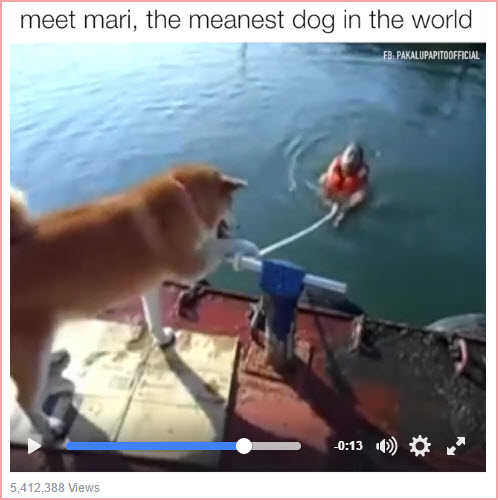 meet mari, the meanest dog in the world
FB: PAKALUPAPITOOFFICIAL
-0:13
5,412,388 Views